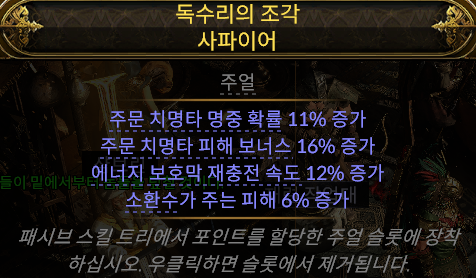 독수리의 조각
사파이어
주얼
주문 치명타 명중 확률 11% 증가
주문 치명타 피해 보너스 16% 증가
에너지 보호막 재충전 속도 12% 증가
소환수가 주는 피해 6% 증가
패시브 스킬 트리에서 포인트를 할당한 주얼 슬롯에 장착
하십시오. 우클릭하면 슬롯에서 제거됩니다.